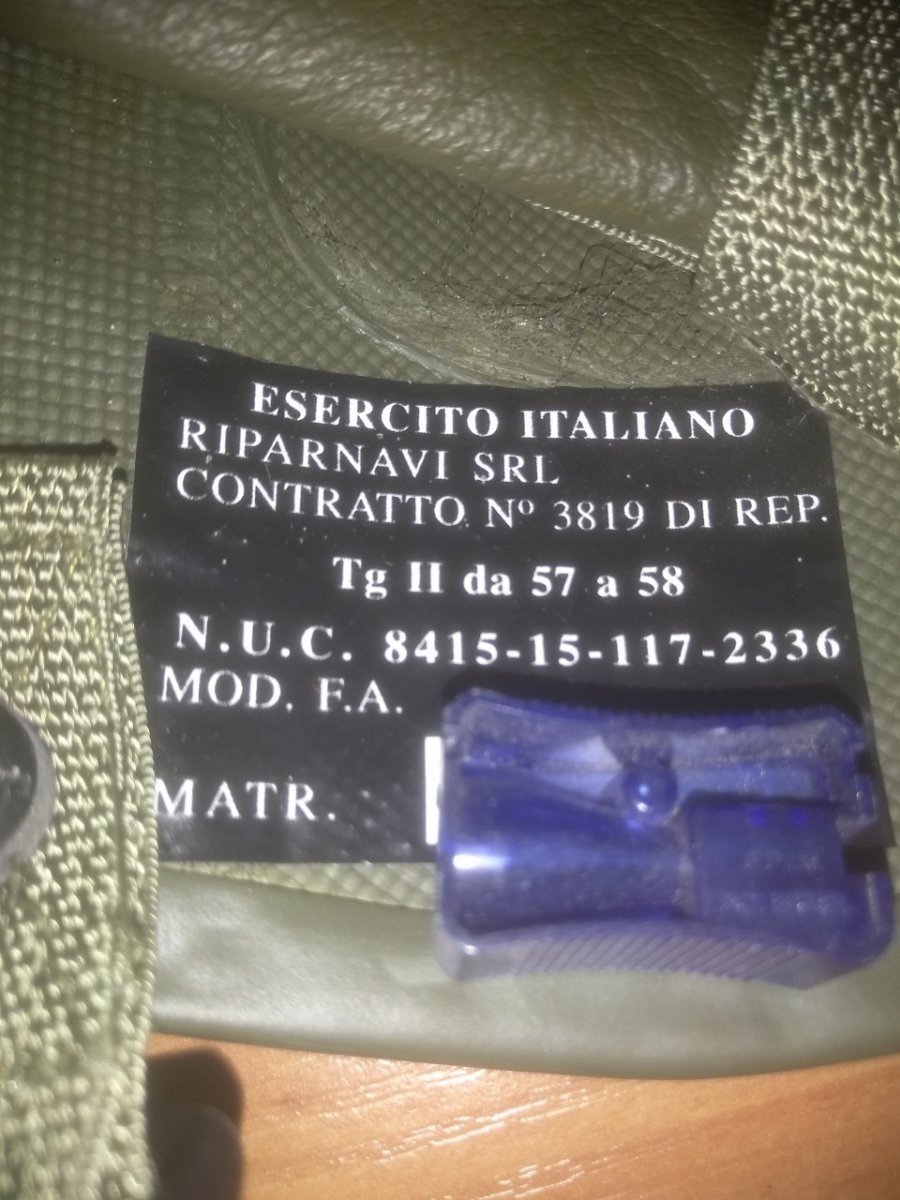 ESERCITO ITALIANO
RIPARNAVI SRL
CONTRATTO Nº 3819 DI REP.
Tg II da 57 a 58
N.U.C. 8415-15-117-2336
MOD. F.A.
MATR.